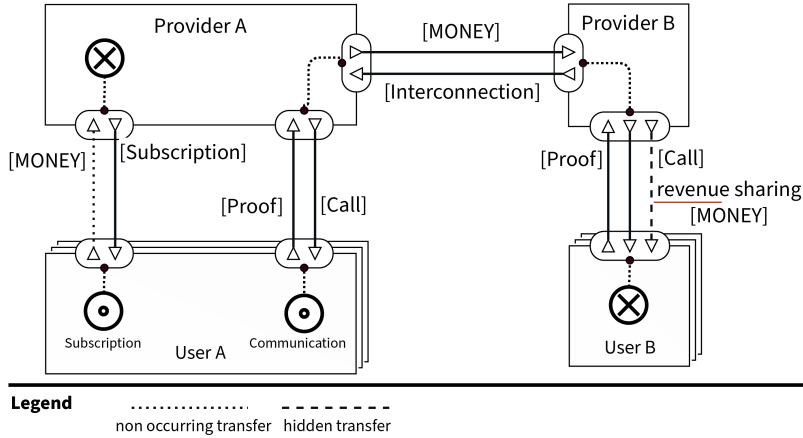 Provider A
Provider B
[MONEY]
[Interconnection]
[MONEY]
[Subscription]
[Proof]
[Call]
[Proof]
[Call]
revenue sharing
[MONEY]
Subscription
Communication
User A
User B
Legend
non occurring transfer
hidden transfer